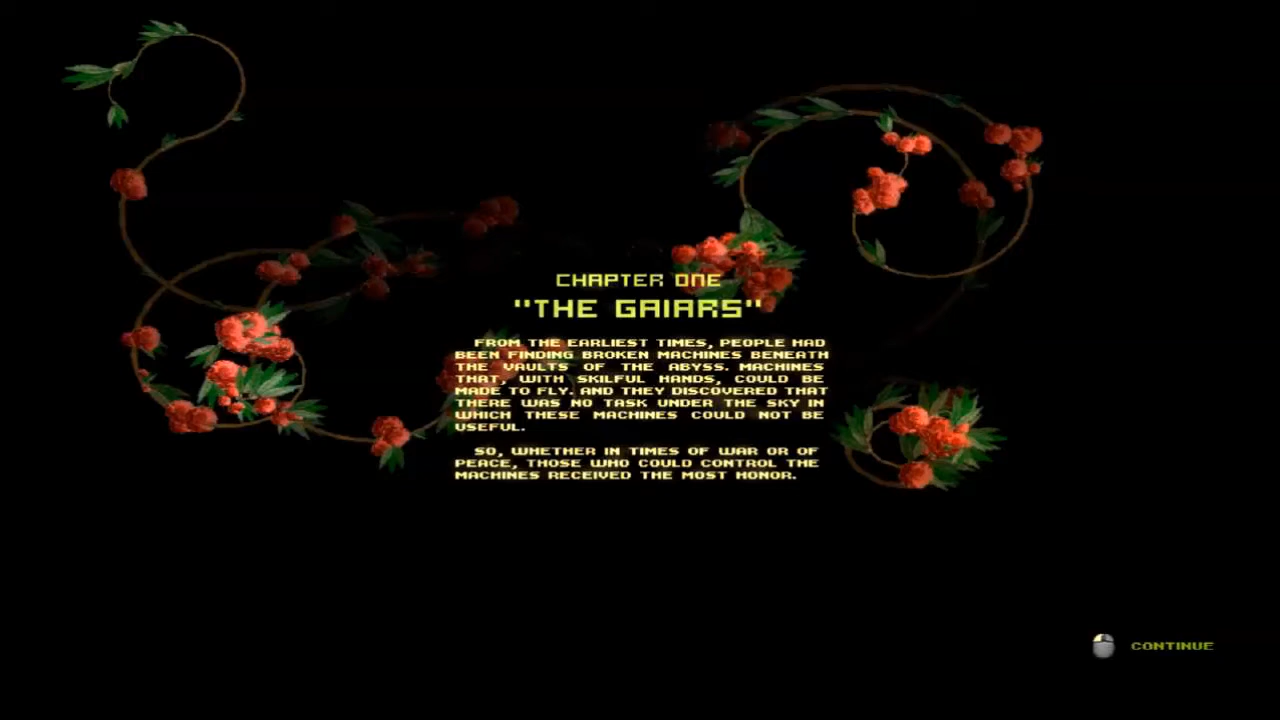 CHAPTER ONE
"THE GAIARS"
FROM THE EARLIEST TIMES, PEOPLE HAD
BEEN FINDING BROKEN MACHINES BENEATH
THE VAULTS OF THE ABYSS. MACHINES
THAT, WITH SKILFUL HANDS, COULD BE
MADE TO FLY. AND THEY DISCOVERED THAT
THERE WAS NO TASK UNDER THE SKY IN
WHICH THESE MACHINES COULD NOT BE
USEFUL.
SO, WHETHER IN TIMES OF WAR OR OF
PEACE, THOSE WHO COULD CONTROL THE
MACHINES RECEIVED THE MOST HONOR.
CONTINUE